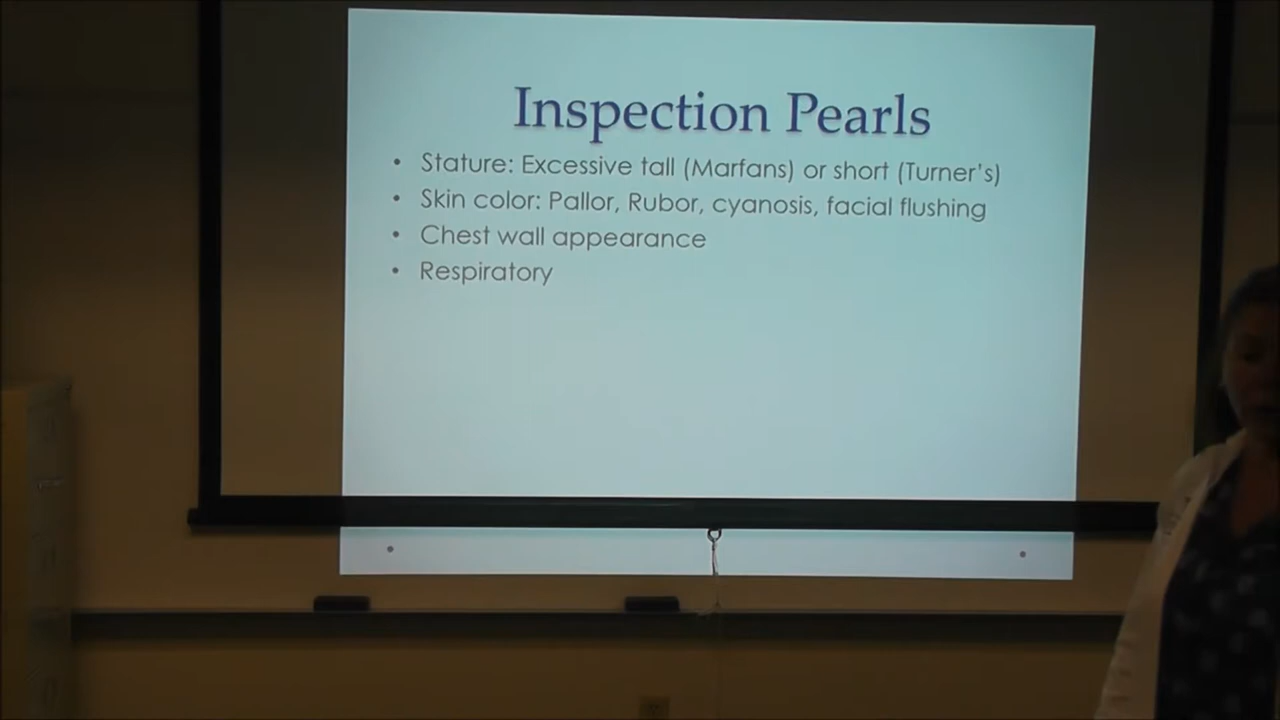 Inspection Pearls
• Stature: Excessive tall (Marfans) or short (Turner's)
• Skin color: Pallor, Rubor, cyanosis, facial flushing
• Chest wall appearance
• Respiratory